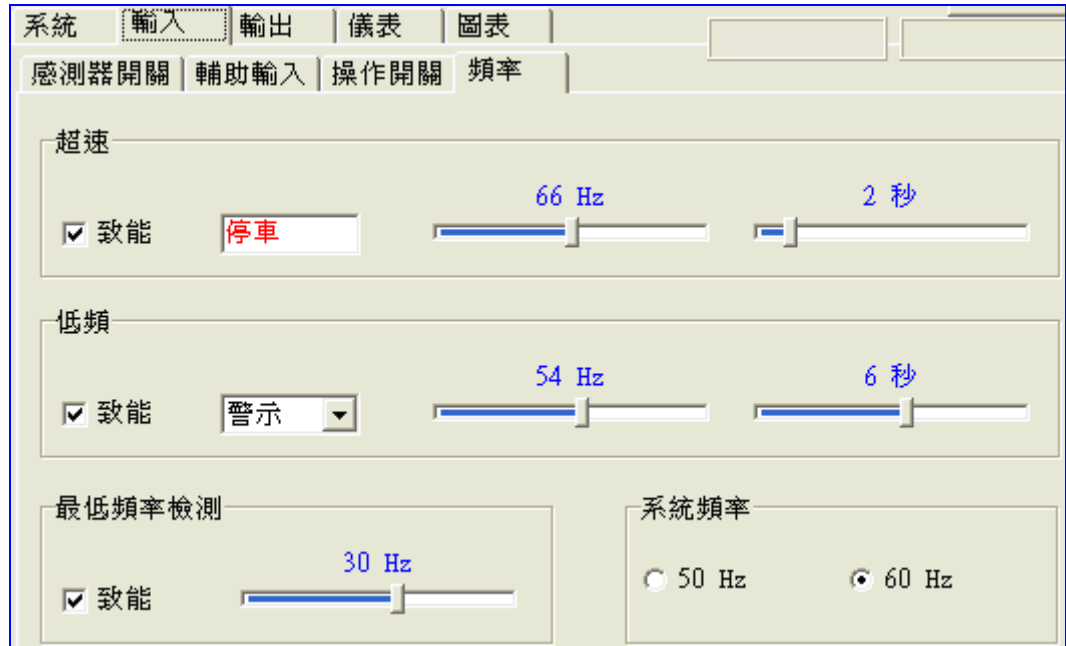 系統 輸入 輸出 儀表 圖表
感測器開關 輔助輸入 操作開關 頻率
超速
66 Hz 2 秒
致能 停車
低頻
54 Hz 6 秒
致能 警示
最低頻率檢測 系統頻率
30 Hz
致能 50 Hz 60 Hz